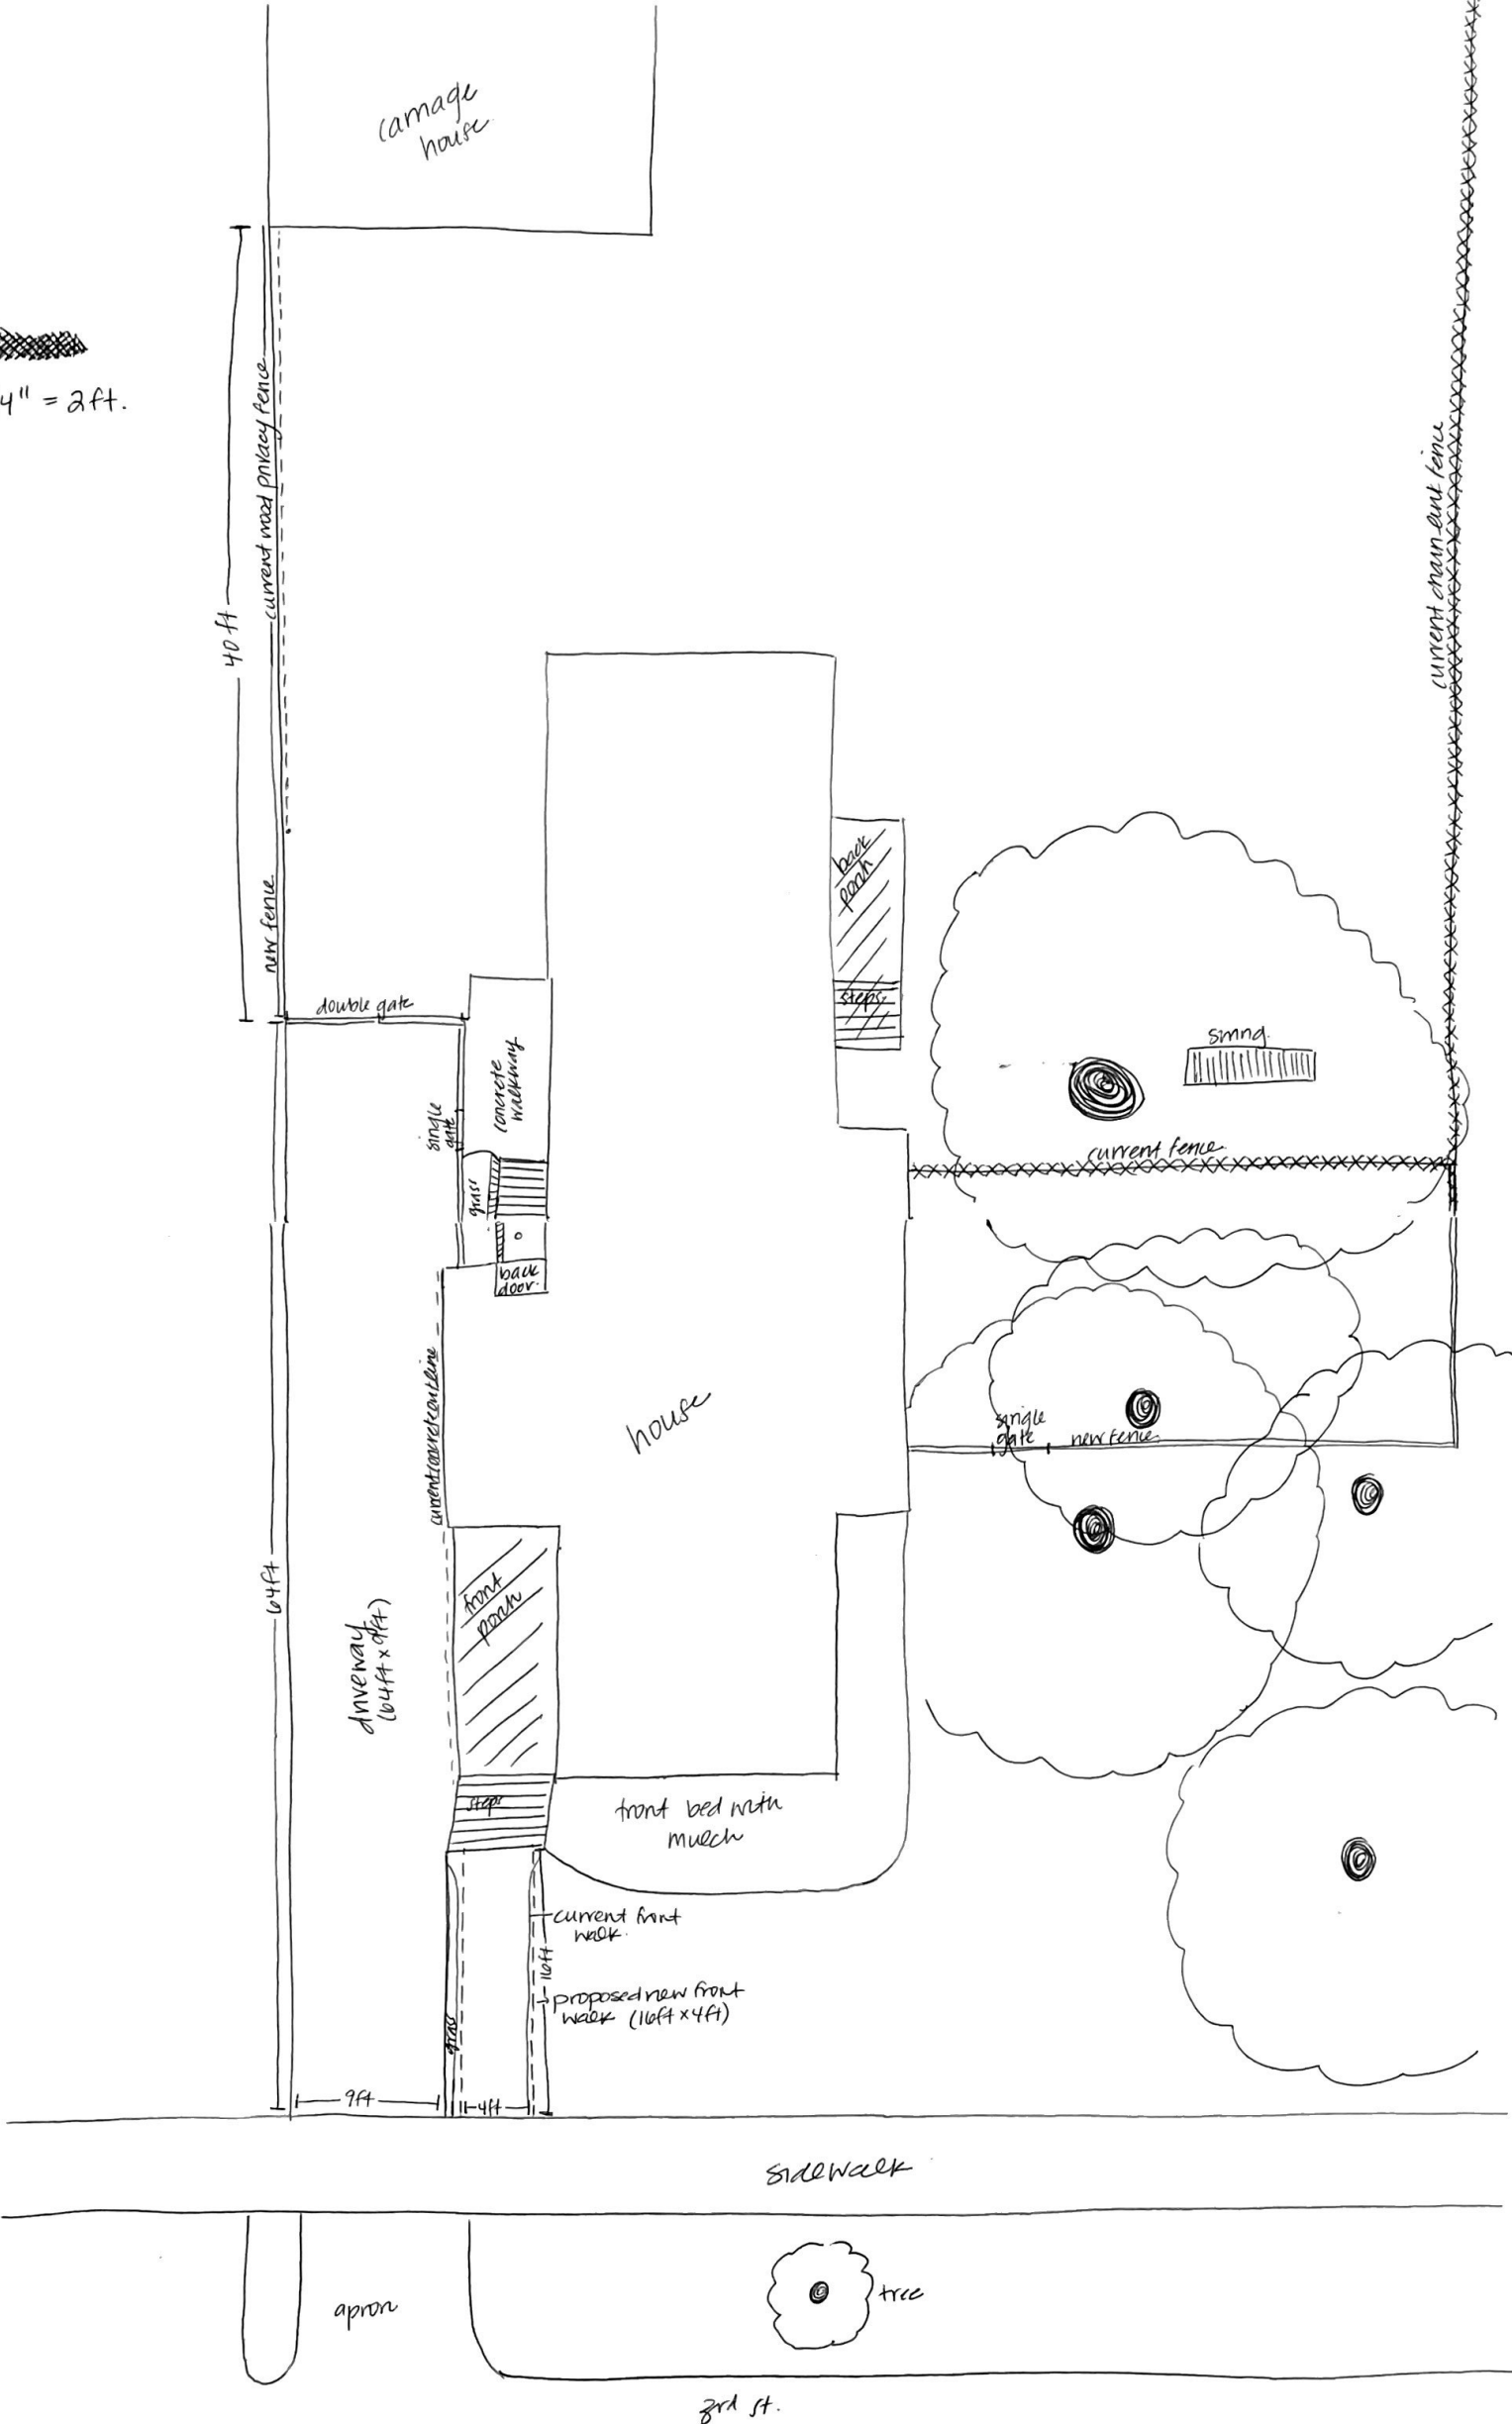 carriage
house
4" = 2ft.
current wood privacy fence
current chain link fence
40 ft
back
porch
new fence
steps
double gate
swing
concrete
walkway
single
gate
current fence
grass
back
door
current concrete cont line
house
single
gate
new fence
64ft
front
porch
driveway
(64ft x 9ft)
steps
front bed with
mulch
current front
walk.
16ft
proposed new front
walk (16ft x 4ft)
grass
9ft
4ft
sidewalk
apron
tree
3rd st.